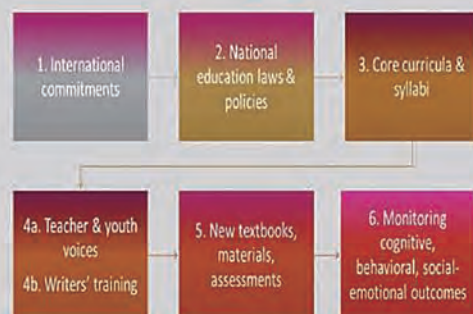 1. International
commitments
2. National
education laws &
policies
3. Core curricula &
syllabi
4a. Teacher & youth
voices
4b. Writers' training
5. New textbooks,
materials,
assessments
6. Monitoring
cognitive,
behavioral, social-
emotional outcomes